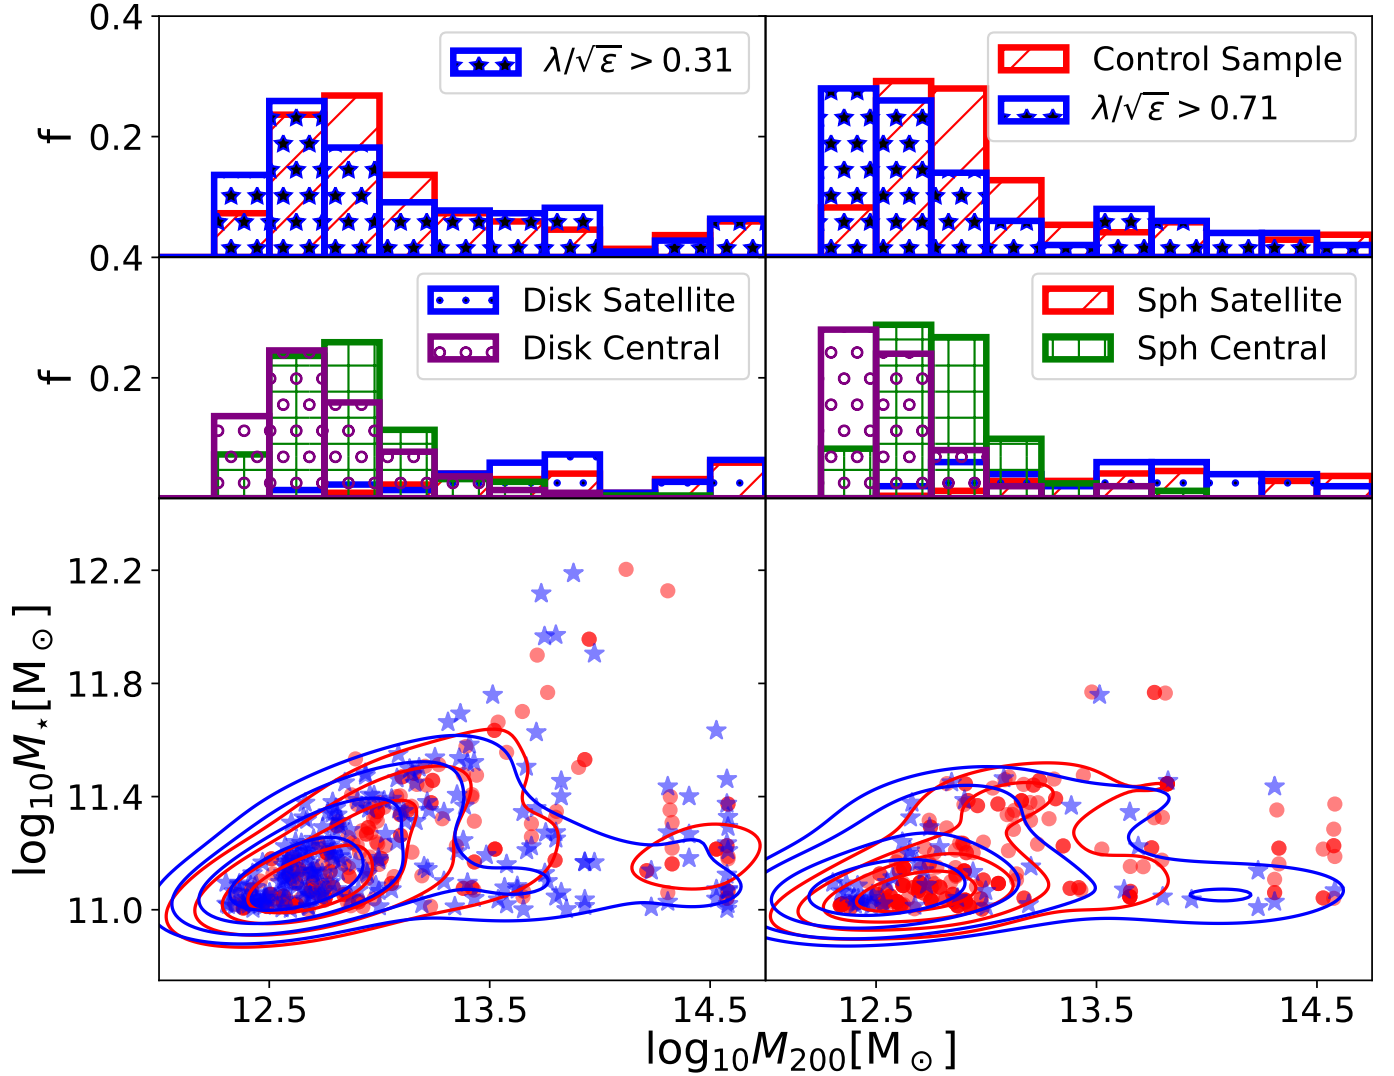 0.4
λ/√ε > 0.31
Control Sample
λ/√ε > 0.71
f
0.2
0.4
Disk Satellite
Disk Central
Sph Satellite
Sph Central
f
0.2
12.2
11.8
11.4
11.0
log₁₀M⋆[M⊙]
12.5 13.5 14.5 12.5 13.5 14.5
log₁₀M₂₀₀[M⊙]